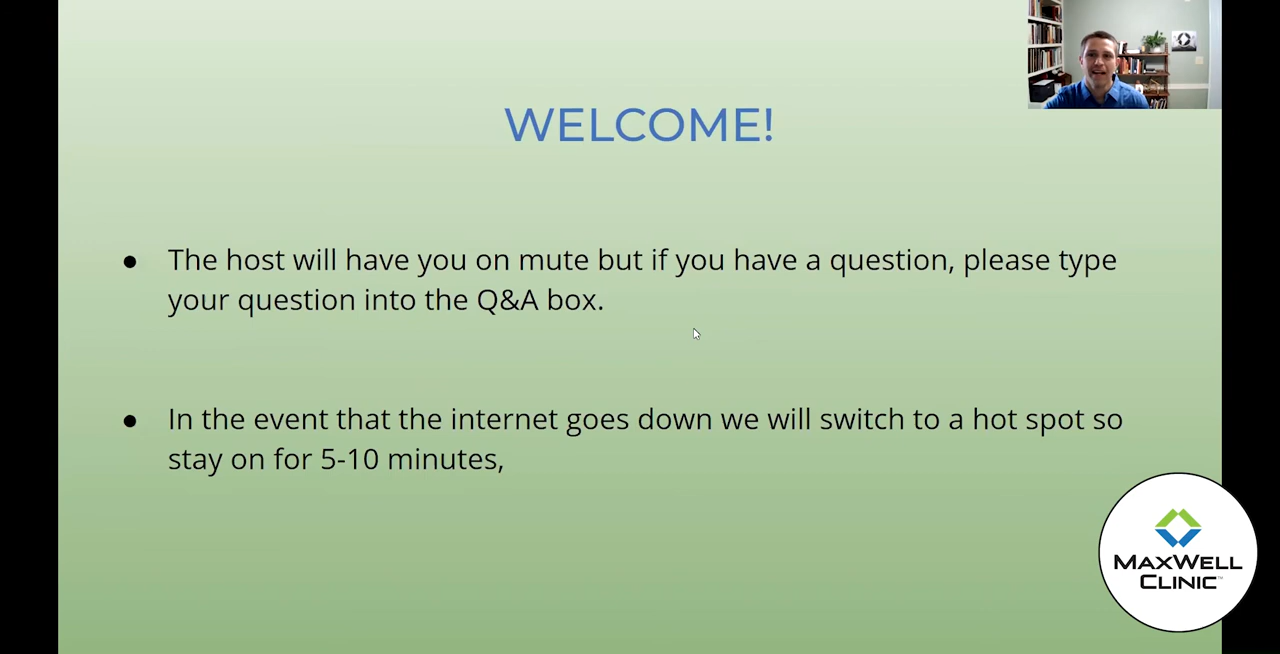 WELCOME!
● The host will have you on mute but if you have a question, please type
your question into the Q&A box.
● In the event that the internet goes down we will switch to a hot spot so
stay on for 5-10 minutes,
MAXWELL
CLINIC™